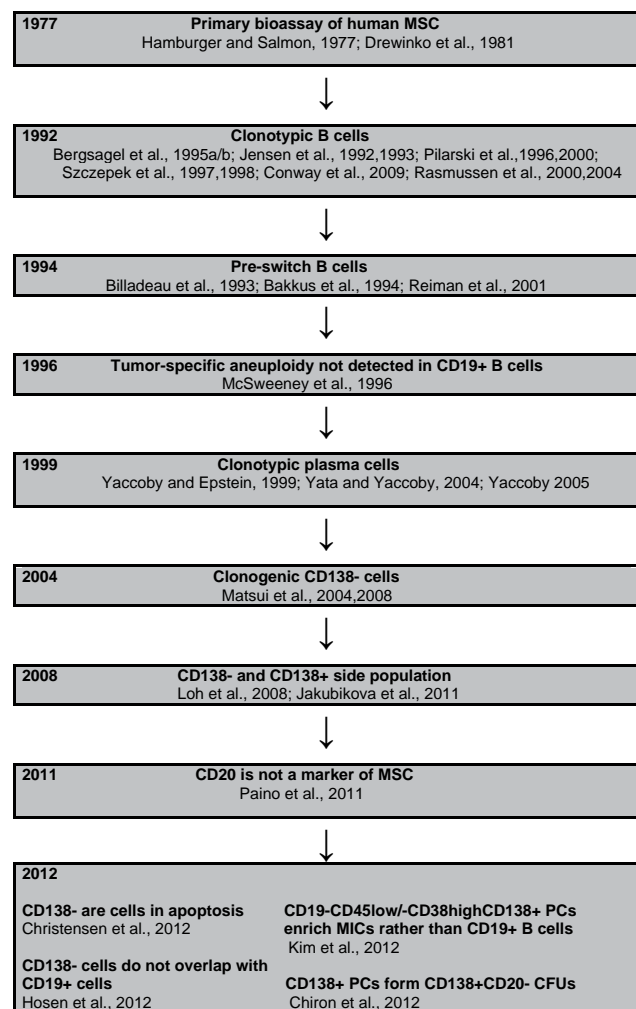 1977 Primary bioassay of human MSC
Hamburger and Salmon, 1977; Drewinko et al., 1981
1992 Clonotypic B cells
Bergsagel et al., 1995a/b; Jensen et al., 1992,1993; Pilarski et al.,1996,2000;
Szczepek et al., 1997,1998; Conway et al., 2009; Rasmussen et al., 2000,2004
1994 Pre-switch B cells
Billadeau et al., 1993; Bakkus et al., 1994; Reiman et al., 2001
1996 Tumor-specific aneuploidy not detected in CD19+ B cells
McSweeney et al., 1996
1999 Clonotypic plasma cells
Yaccoby and Epstein, 1999; Yata and Yaccoby, 2004; Yaccoby 2005
2004 Clonogenic CD138- cells
Matsui et al., 2004,2008
2008 CD138- and CD138+ side population
Loh et al., 2008; Jakubikova et al., 2011
2011 CD20 is not a marker of MSC
Paino et al., 2011
2012
CD138- are cells in apoptosis
Christensen et al., 2012
CD138- cells do not overlap with
CD19+ cells
Hosen et al., 2012
CD19-CD45low/-CD38highCD138+ PCs
enrich MICs rather than CD19+ B cells
Kim et al., 2012
CD138+ PCs form CD138+CD20- CFUs
Chiron et al., 2012